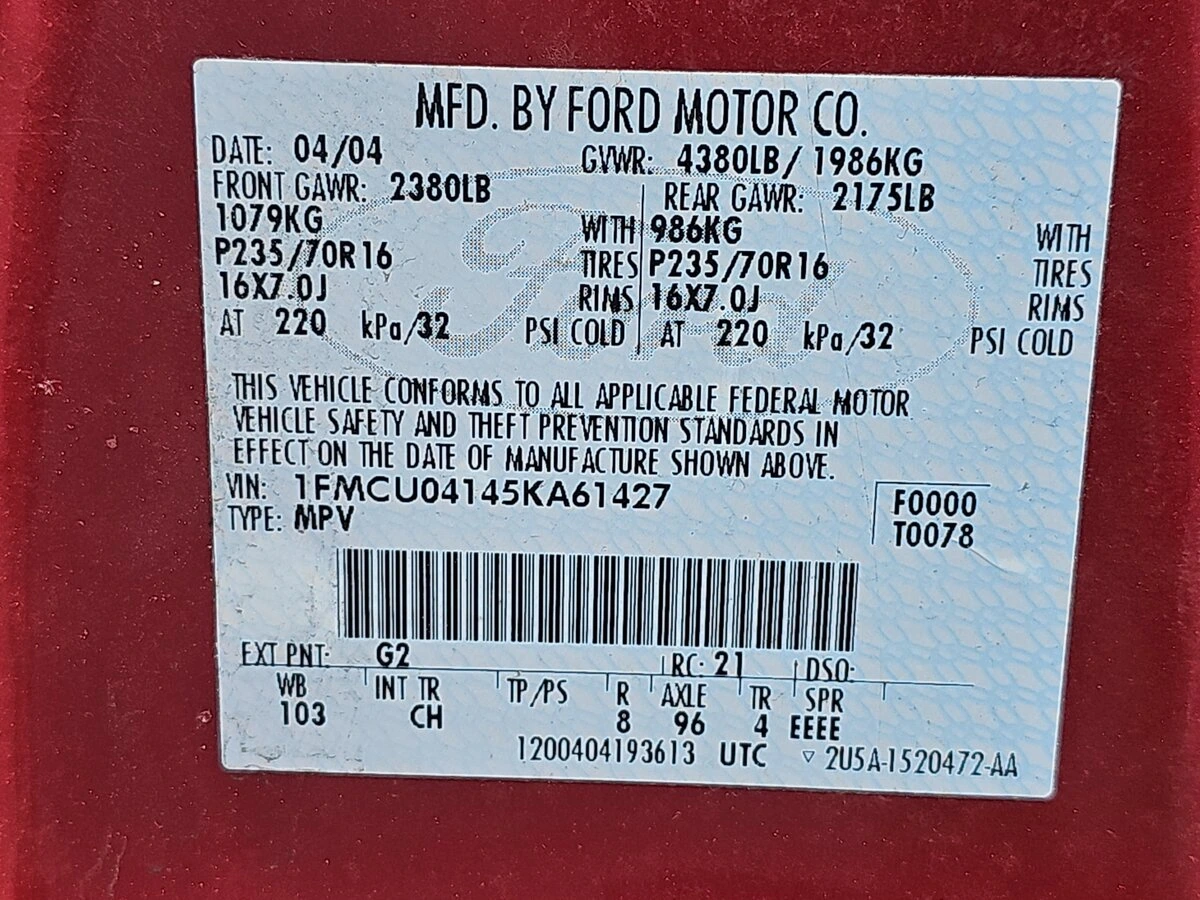 MFD. BY FORD MOTOR CO.
DATE: 04/04 GVWR: 4380LB/ 1986KG
FRONT GAWR: 2380LB REAR GAWR: 2175LB
1079KG WITH 986KG WITH
P235/70R16 TIRES P235/70R16 TIRES
16X7.0J RIMS 16X7.0J RIMS
AT 220 kPa/32 PSI COLD AT 220 kPa/32 PSI COLD
Ford
THIS VEHICLE CONFORMS TO ALL APPLICABLE FEDERAL MOTOR
VEHICLE SAFETY AND THEFT PREVENTION STANDARDS IN
EFFECT ON THE DATE OF MANUFACTURE SHOWN ABOVE.
VIN: 1FMCU04145KA61427 F0000
TYPE: MPV T0078
EXT PNT: G2 RC: 21 DSO:
WB INT TR TP/PS R AXLE TR SPR
103 CH 8 96 4 EEEE
1200404193613 UTC ▽ 2U5A-1520472-AA